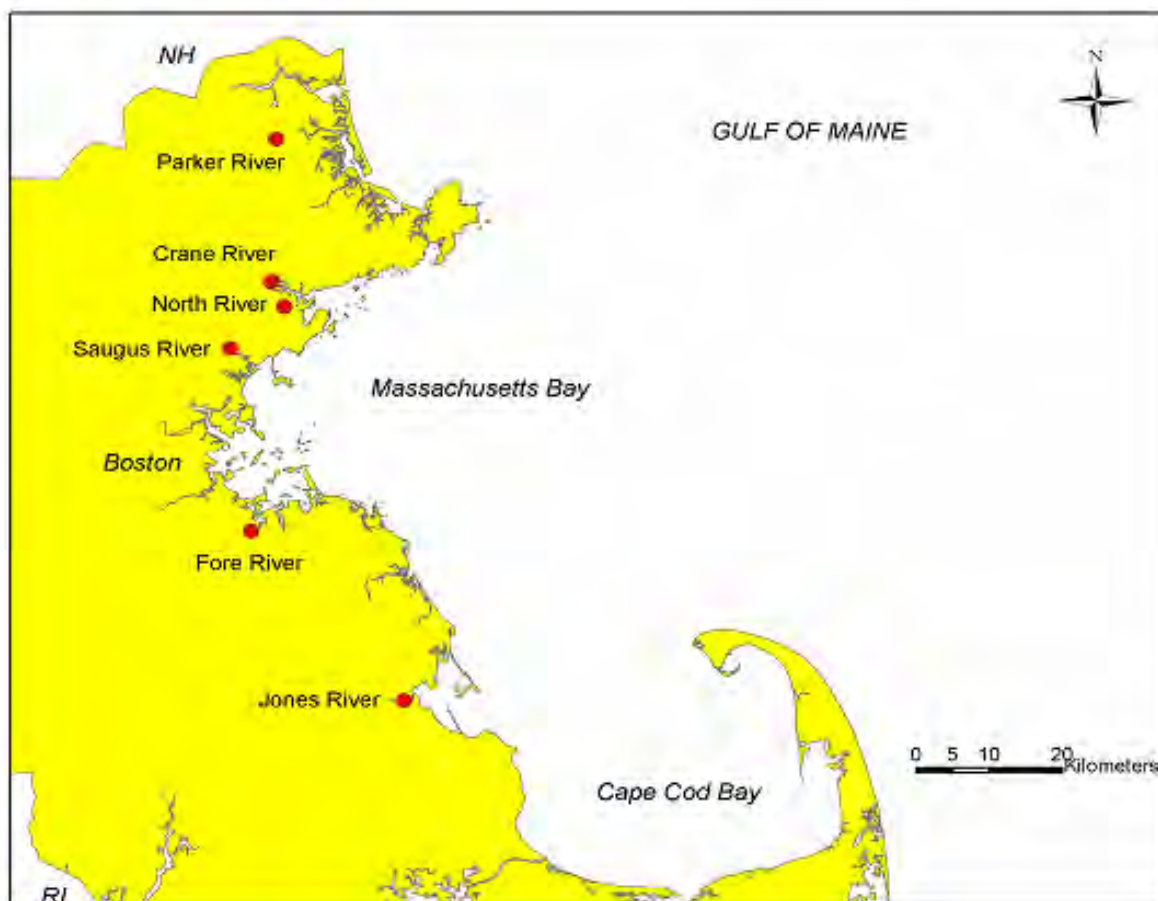 NH
N
GULF OF MAINE
Parker River
Crane River
North River
Saugus River
Massachusetts Bay
Boston
Fore River
Jones River
0 5 10 20
Kilometers
Cape Cod Bay
RI